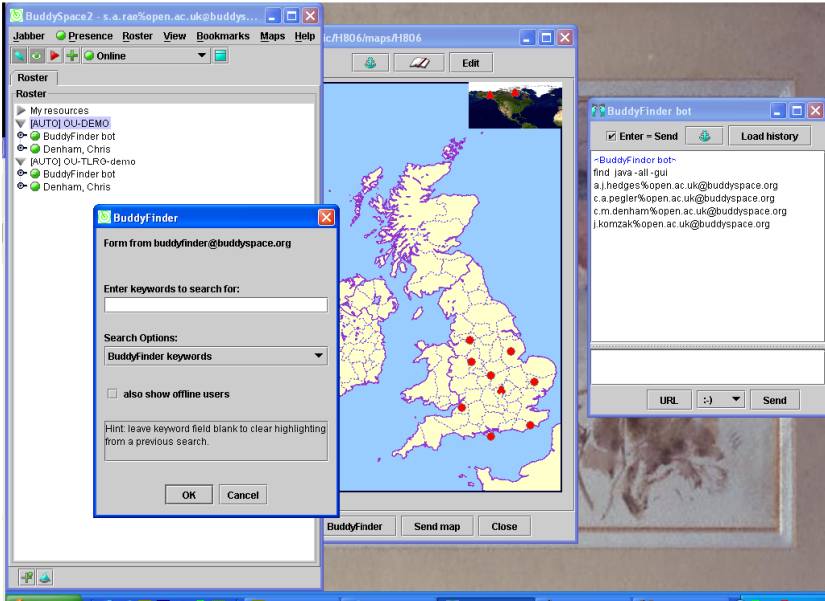 BuddySpace2 - s.a.rae%open.ac.uk@buddys...
Jabber Presence Roster View Bookmarks Maps Help
Online
Roster
Roster
My resources
[AUTO] OU-DEMO
BuddyFinder bot
Denham, Chris
[AUTO] OU-TLRG-demo
BuddyFinder bot
Denham, Chris
BuddyFinder
Form from buddyfinder@buddyspace.org
Enter keywords to search for:
Search Options:
BuddyFinder keywords
also show offline users
Hint: leave keyword field blank to clear highlighting
from a previous search.
OK Cancel
ic/H806/maps/H806
Edit
BuddyFinder Send map Close
BuddyFinder bot
Enter = Send Load history
~BuddyFinder bot~
find java -all -gui
a.j.hedges%open.ac.uk@buddyspace.org
c.a.pegler%open.ac.uk@buddyspace.org
c.m.denham%open.ac.uk@buddyspace.org
j.komzak%open.ac.uk@buddyspace.org
URL :-) Send